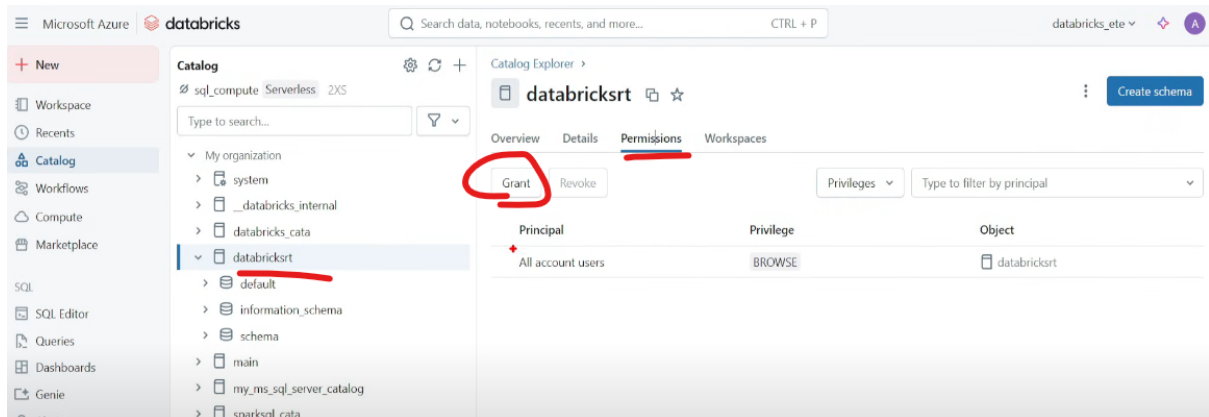 Microsoft Azure databricks
Search data, notebooks, recents, and more... CTRL + P
databricks_ete
A
New
Workspace
Recents
Catalog
Workflows
Compute
Marketplace
SQL
SQL Editor
Queries
Dashboards
Genie
Catalog
sql_compute Serverless 2XS
Type to search...
My organization
system
__databricks_internal
databricks_cata
databricksrt
default
information_schema
schema
main
my_ms_sql_server_catalog
sparksql_cata
Catalog Explorer
databricksrt
Create schema
Overview Details Permissions Workspaces
Grant Revoke Privileges Type to filter by principal
Principal Privilege Object
All account users BROWSE databricksrt